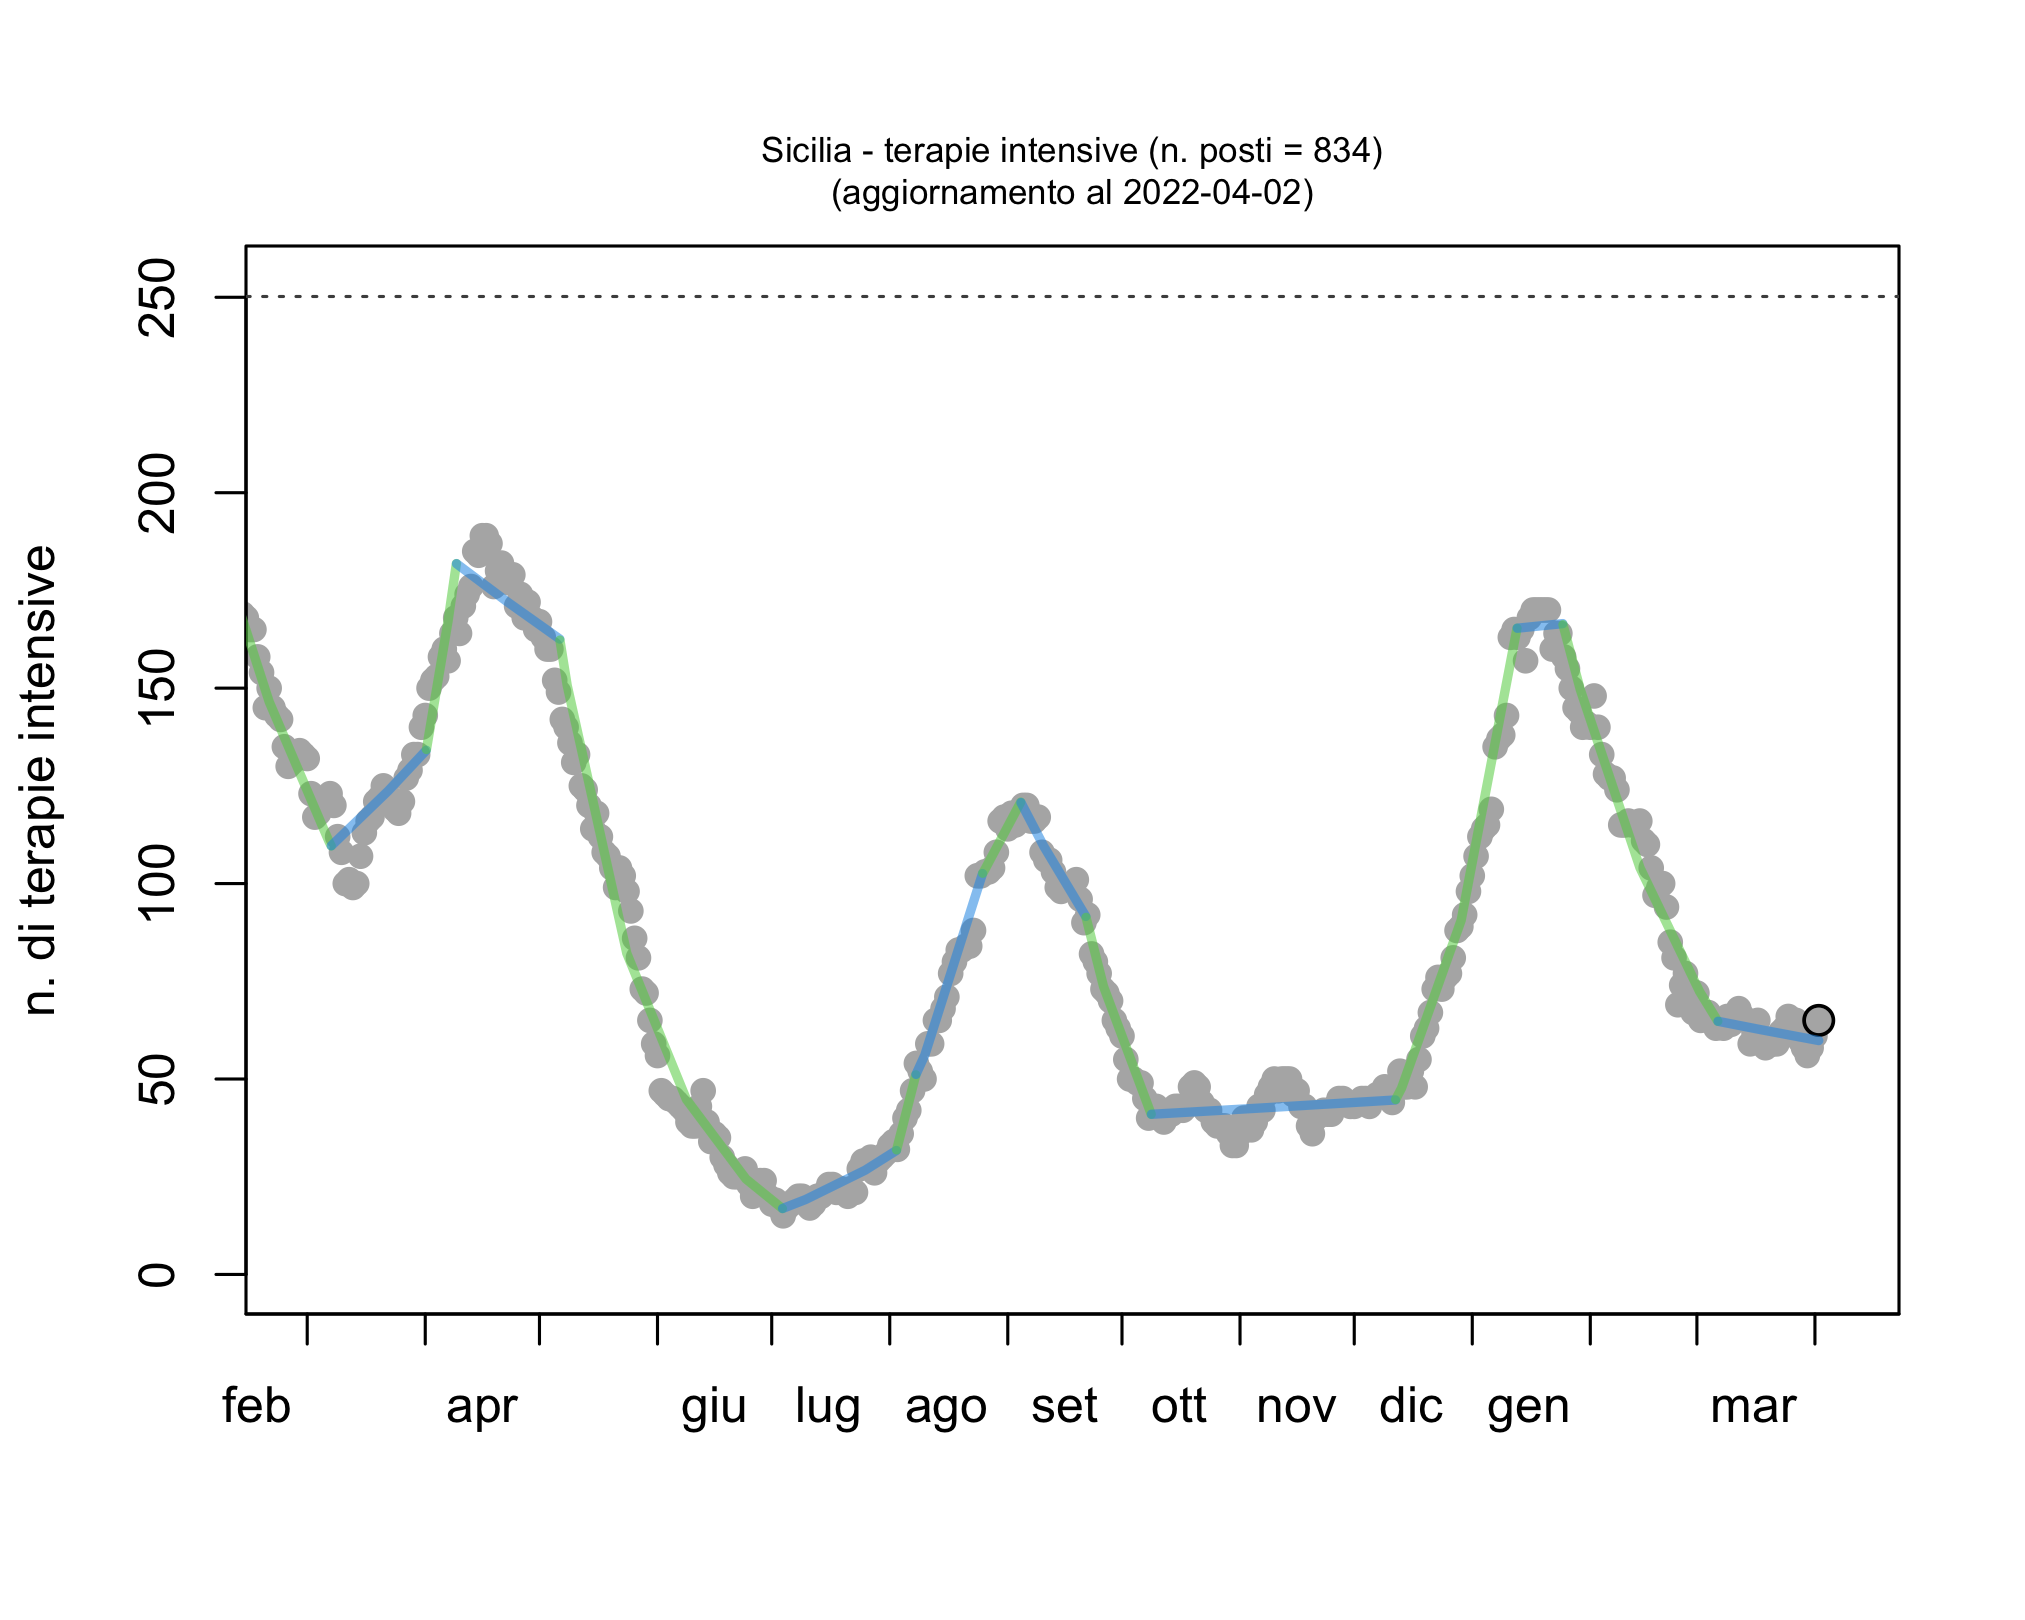 Sicilia - terapie intensive (n. posti = 834)
(aggiornamento al 2022-04-02)
n. di terapie intensive
250
200
150
100
50
0
feb apr giu lug ago set ott nov dic gen mar